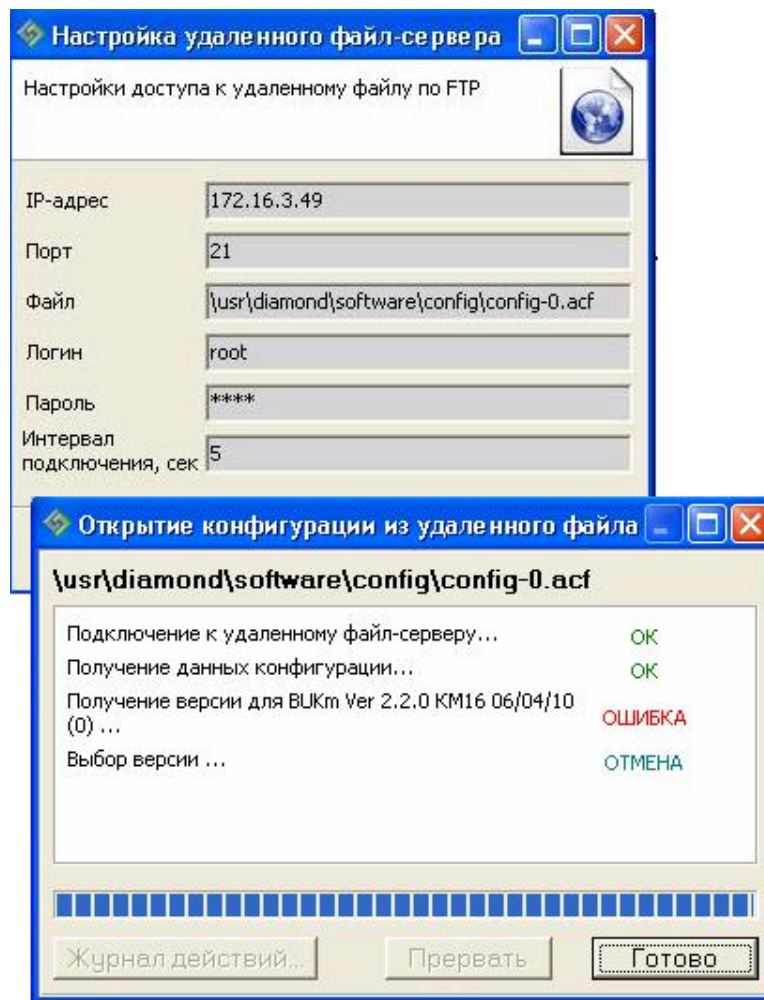 Настройка удаленного файл-сервера
Настройки доступа к удаленному файлу по FTP
IP-адрес 172.16.3.49
Порт 21
Файл \usr\diamond\software\config\config-0.acf
Логин root
Пароль ****
Интервал
подключения, сек 5
Открытие конфигурации из удаленного файла
\usr\diamond\software\config\config-0.acf
Подключение к удаленному файл-серверу... ОК
Получение данных конфигурации... ОК
Получение версии для BUKm Ver 2.2.0 KM16 06/04/10
(0) ... ОШИБКА
Выбор версии ... ОТМЕНА
Журнал действий... Прервать Готово